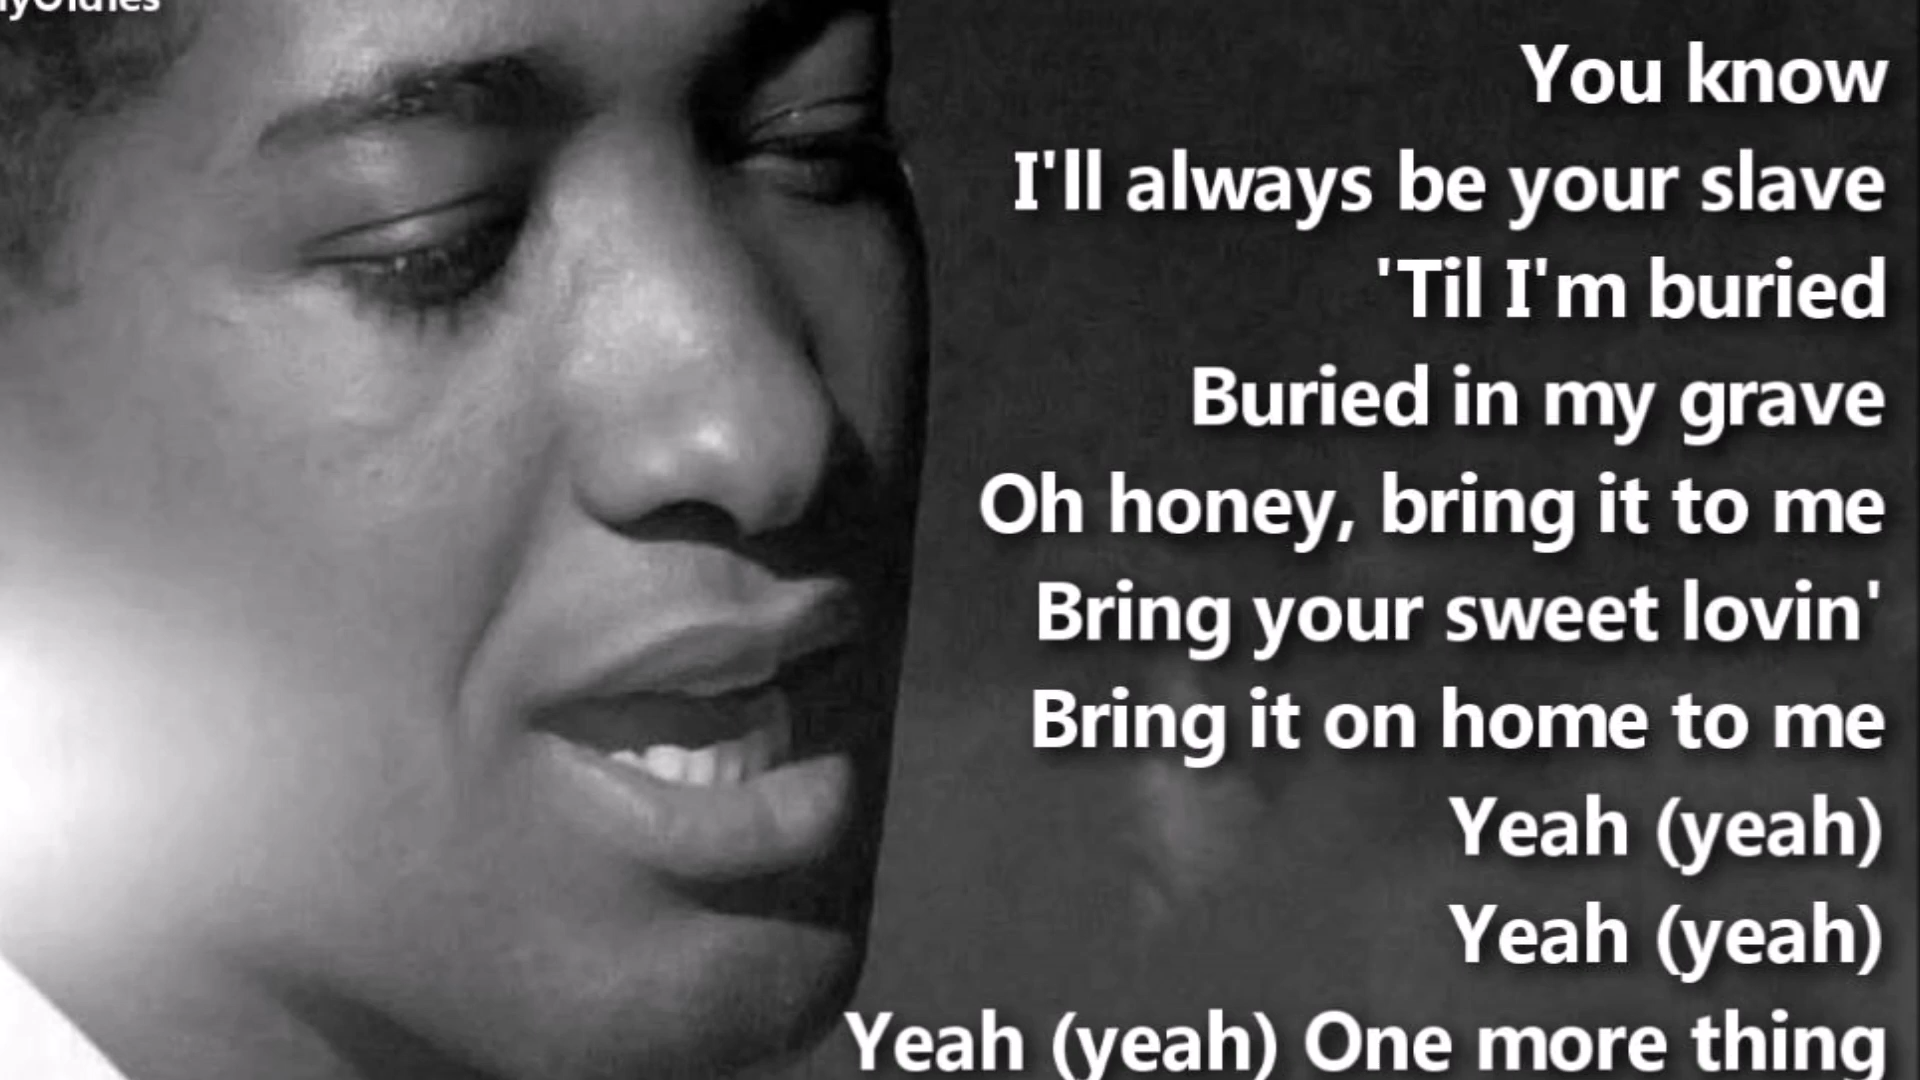 You know
I'll always be your slave
'Til I'm buried
Buried in my grave
Oh honey, bring it to me
Bring your sweet lovin'
Bring it on home to me
Yeah (yeah)
Yeah (yeah)
Yeah (yeah) One more thing